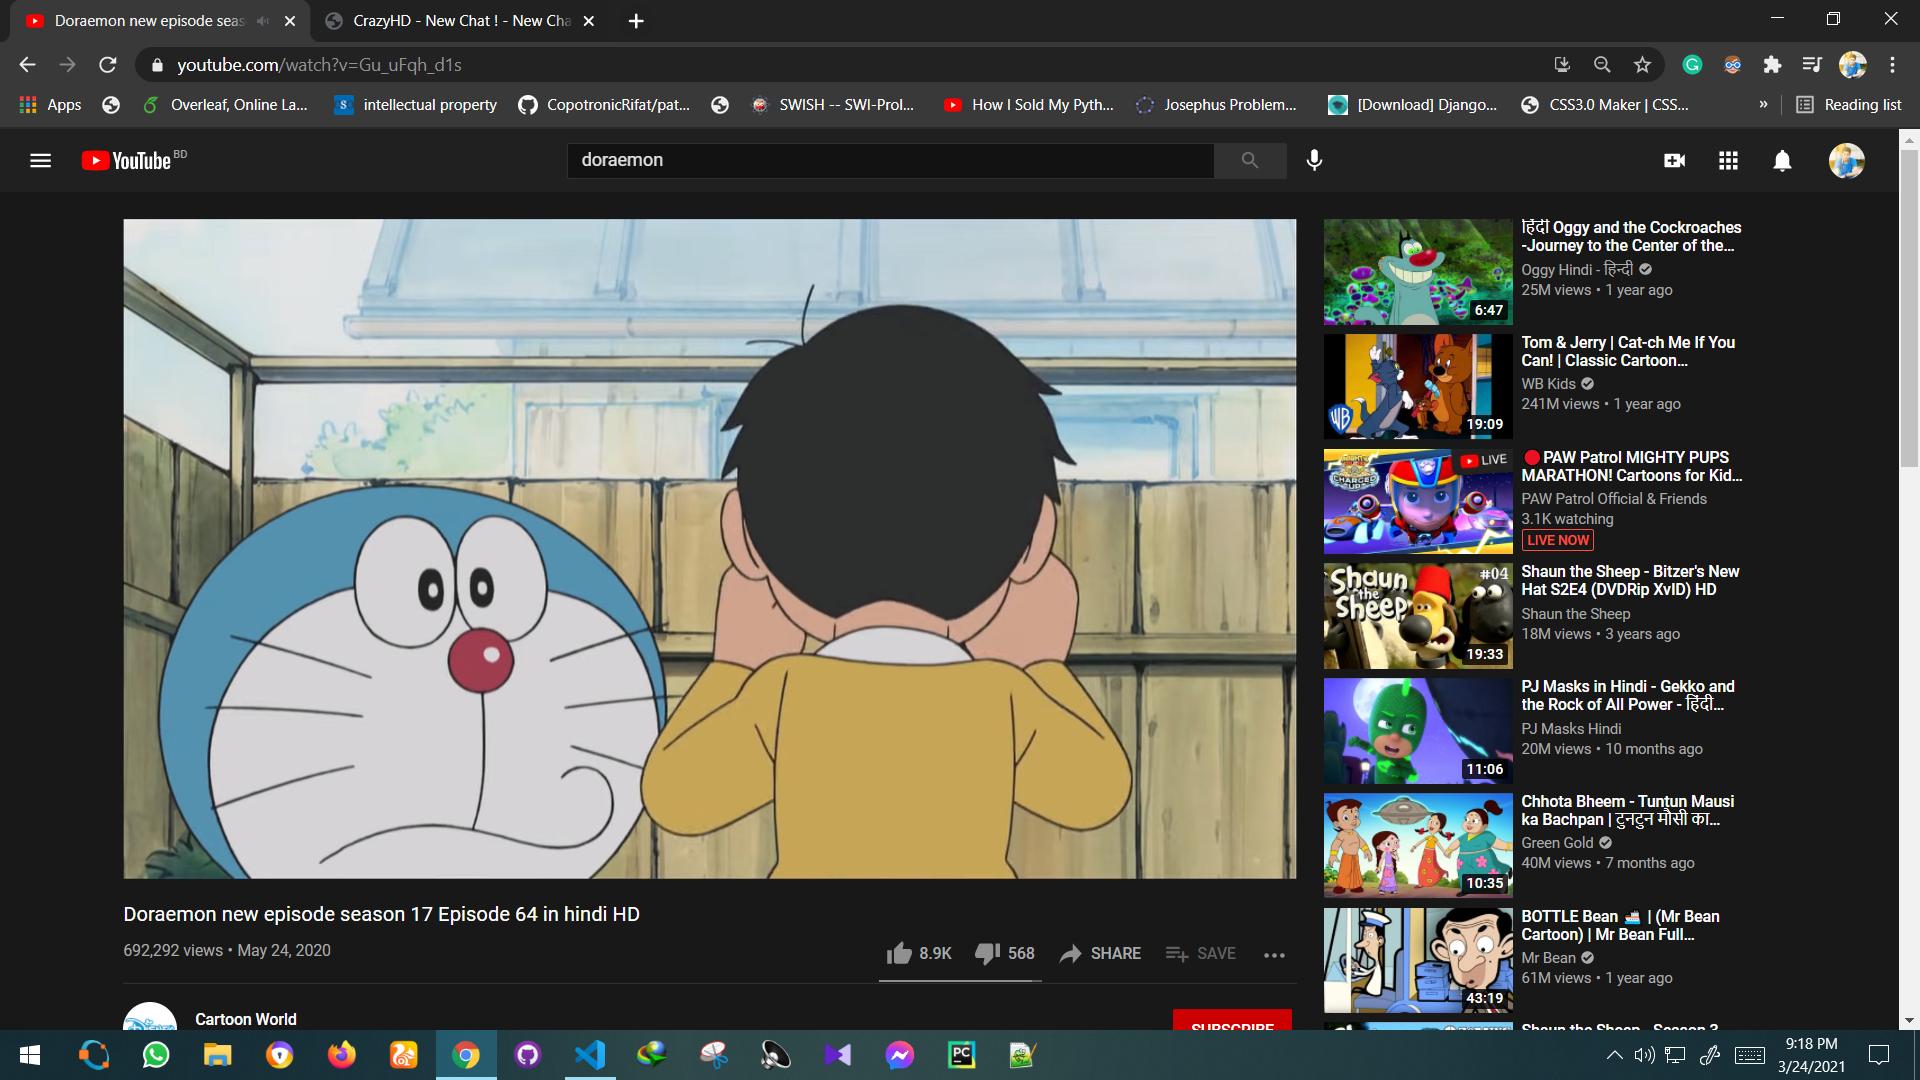 Doraemon new episode seas
CrazyHD - New Chat ! - New Cha
youtube.com/watch?v=Gu_uFqh_d1s
Apps
Overleaf, Online La...
intellectual property
CopotronicRifat/pat...
SWISH -- SWI-Prol...
How I Sold My Pyth...
Josephus Problem...
[Download] Django...
CSS3.0 Maker | CSS...
»
Reading list
YouTube BD
doraemon
हिंदी Oggy and the Cockroaches
-Journey to the Center of the...
Oggy Hindi - हिन्दी
25M views • 1 year ago
6:47
Tom & Jerry | Cat-ch Me If You
Can! | Classic Cartoon...
WB Kids
241M views • 1 year ago
WB
19:09
PAW Patrol MIGHTY PUPS
MARATHON! Cartoons for Kid...
PAW Patrol Official & Friends
3.1K watching
LIVE NOW
LIVE
CHARGED UP
Shaun the Sheep - Bitzer's New
Hat S2E4 (DVDRip XvID) HD
Shaun the Sheep
18M views • 3 years ago
Shaun the Sheep
#04
19:33
PJ Masks in Hindi - Gekko and
the Rock of All Power - हिंदी...
PJ Masks Hindi
20M views • 10 months ago
11:06
Chhota Bheem - Tuntun Mausi
ka Bachpan | टुनटुन मौसी का...
Green Gold
40M views • 7 months ago
10:35
BOTTLE Bean | (Mr Bean
Cartoon) | Mr Bean Full...
Mr Bean
61M views • 1 year ago
43:19
Shaun the Sheep - Season 3
Doraemon new episode season 17 Episode 64 in hindi HD
692,292 views • May 24, 2020
8.9K
568
SHARE
SAVE
Cartoon World
SUBSCRIBE
PC
9:18 PM
3/24/2021